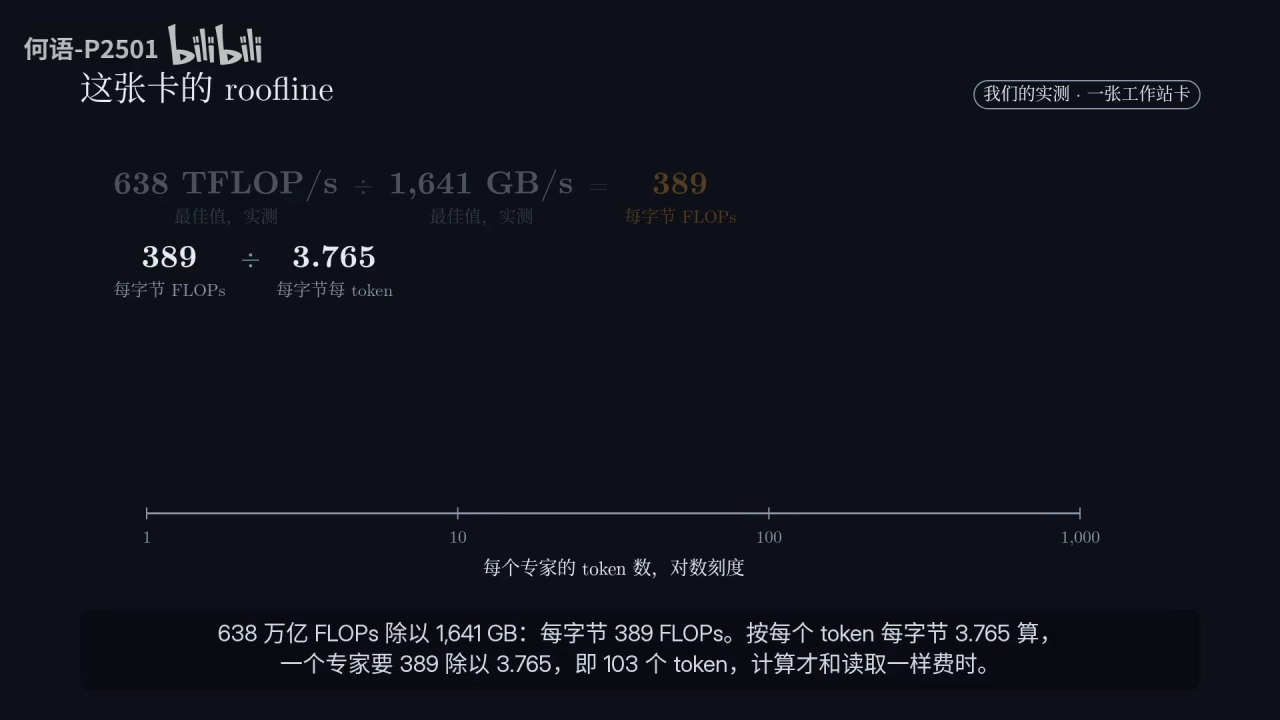 何语-P2501 bilibili
这张卡的 roofline
我们的实测 · 一张工作站卡
638 TFLOP/s ÷ 1,641 GB/s = 389
最佳值，实测 最佳值，实测 每字节 FLOPs
389 ÷ 3.765
每字节 FLOPs 每字节每 token
1 10 100 1,000
每个专家的 token 数，对数刻度
638 万亿 FLOPs 除以 1,641 GB：每字节 389 FLOPs。按每个 token 每字节 3.765 算，
一个专家要 389 除以 3.765，即 103 个 token，计算才和读取一样费时。